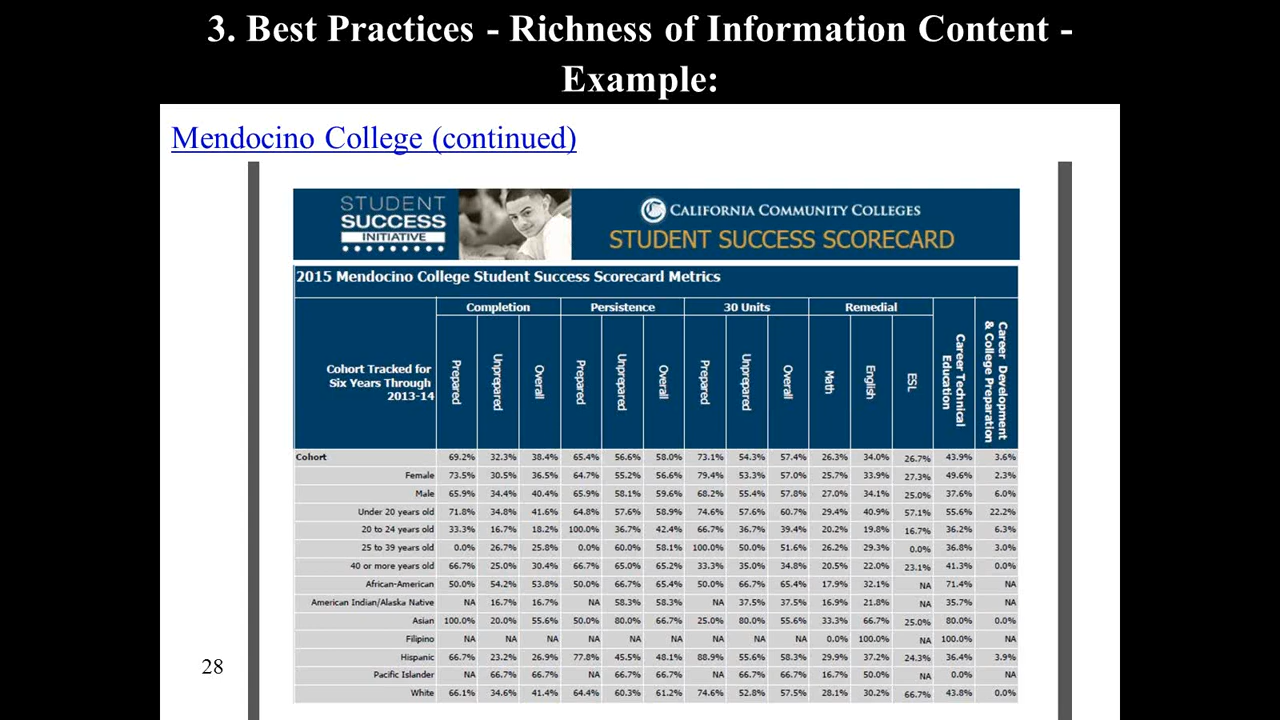 3. Best Practices - Richness of Information Content -
Example:
Mendocino College (continued)
STUDENT
SUCCESS
INITIATIVE
CALIFORNIA COMMUNITY COLLEGES
STUDENT SUCCESS SCORECARD
2015 Mendocino College Student Success Scorecard Metrics
Completion Persistence 30 Units Remedial
Cohort Tracked for
Six Years Through
2013-14
Prepared Unprepared Overall Prepared Unprepared Overall Prepared Unprepared Overall Math English ESL Career Technical Education Career Development & College Preparation
Cohort 69.2% 32.3% 38.4% 65.4% 56.6% 58.0% 73.1% 54.3% 57.4% 26.3% 34.0% 26.7% 43.9% 3.6%
Female 73.5% 30.5% 36.5% 64.7% 55.2% 56.6% 79.4% 53.3% 57.0% 25.7% 33.9% 27.3% 49.6% 2.3%
Male 65.9% 34.4% 40.4% 65.9% 58.1% 59.6% 68.2% 55.4% 57.8% 27.0% 34.1% 25.0% 37.6% 6.0%
Under 20 years old 71.8% 34.8% 41.6% 64.8% 57.6% 58.9% 74.6% 57.6% 60.7% 29.4% 40.9% 57.1% 55.6% 22.2%
20 to 24 years old 33.3% 16.7% 18.2% 100.0% 36.7% 42.4% 66.7% 36.7% 39.4% 20.2% 19.8% 16.7% 36.2% 6.3%
25 to 39 years old 0.0% 26.7% 25.8% 0.0% 60.0% 58.1% 100.0% 50.0% 51.6% 26.2% 29.3% 0.0% 36.8% 3.0%
40 or more years old 66.7% 25.0% 30.4% 66.7% 65.0% 65.2% 33.3% 35.0% 34.8% 20.5% 22.0% 23.1% 41.3% 0.0%
African-American 50.0% 54.2% 53.8% 50.0% 66.7% 65.4% 50.0% 66.7% 65.4% 17.9% 32.1% NA 71.4% NA
American Indian/Alaska Native NA 16.7% 16.7% NA 58.3% 58.3% NA 37.5% 37.5% 16.9% 21.8% NA 35.7% NA
Asian 100.0% 20.0% 55.6% 50.0% 80.0% 66.7% 25.0% 80.0% 55.6% 33.3% 66.7% 25.0% 80.0% 0.0%
Filipino NA NA NA NA NA NA NA NA NA 0.0% 100.0% NA 100.0% NA
Hispanic 66.7% 23.2% 26.9% 77.8% 45.5% 48.1% 88.9% 55.6% 58.3% 29.9% 37.2% 24.3% 36.4% 3.9%
Pacific Islander NA 66.7% 66.7% NA 66.7% 66.7% NA 66.7% 66.7% 16.7% 50.0% NA 0.0% NA
White 66.1% 34.6% 41.4% 64.4% 60.3% 61.2% 74.6% 52.8% 57.5% 28.1% 30.2% 66.7% 43.8% 0.0%
28